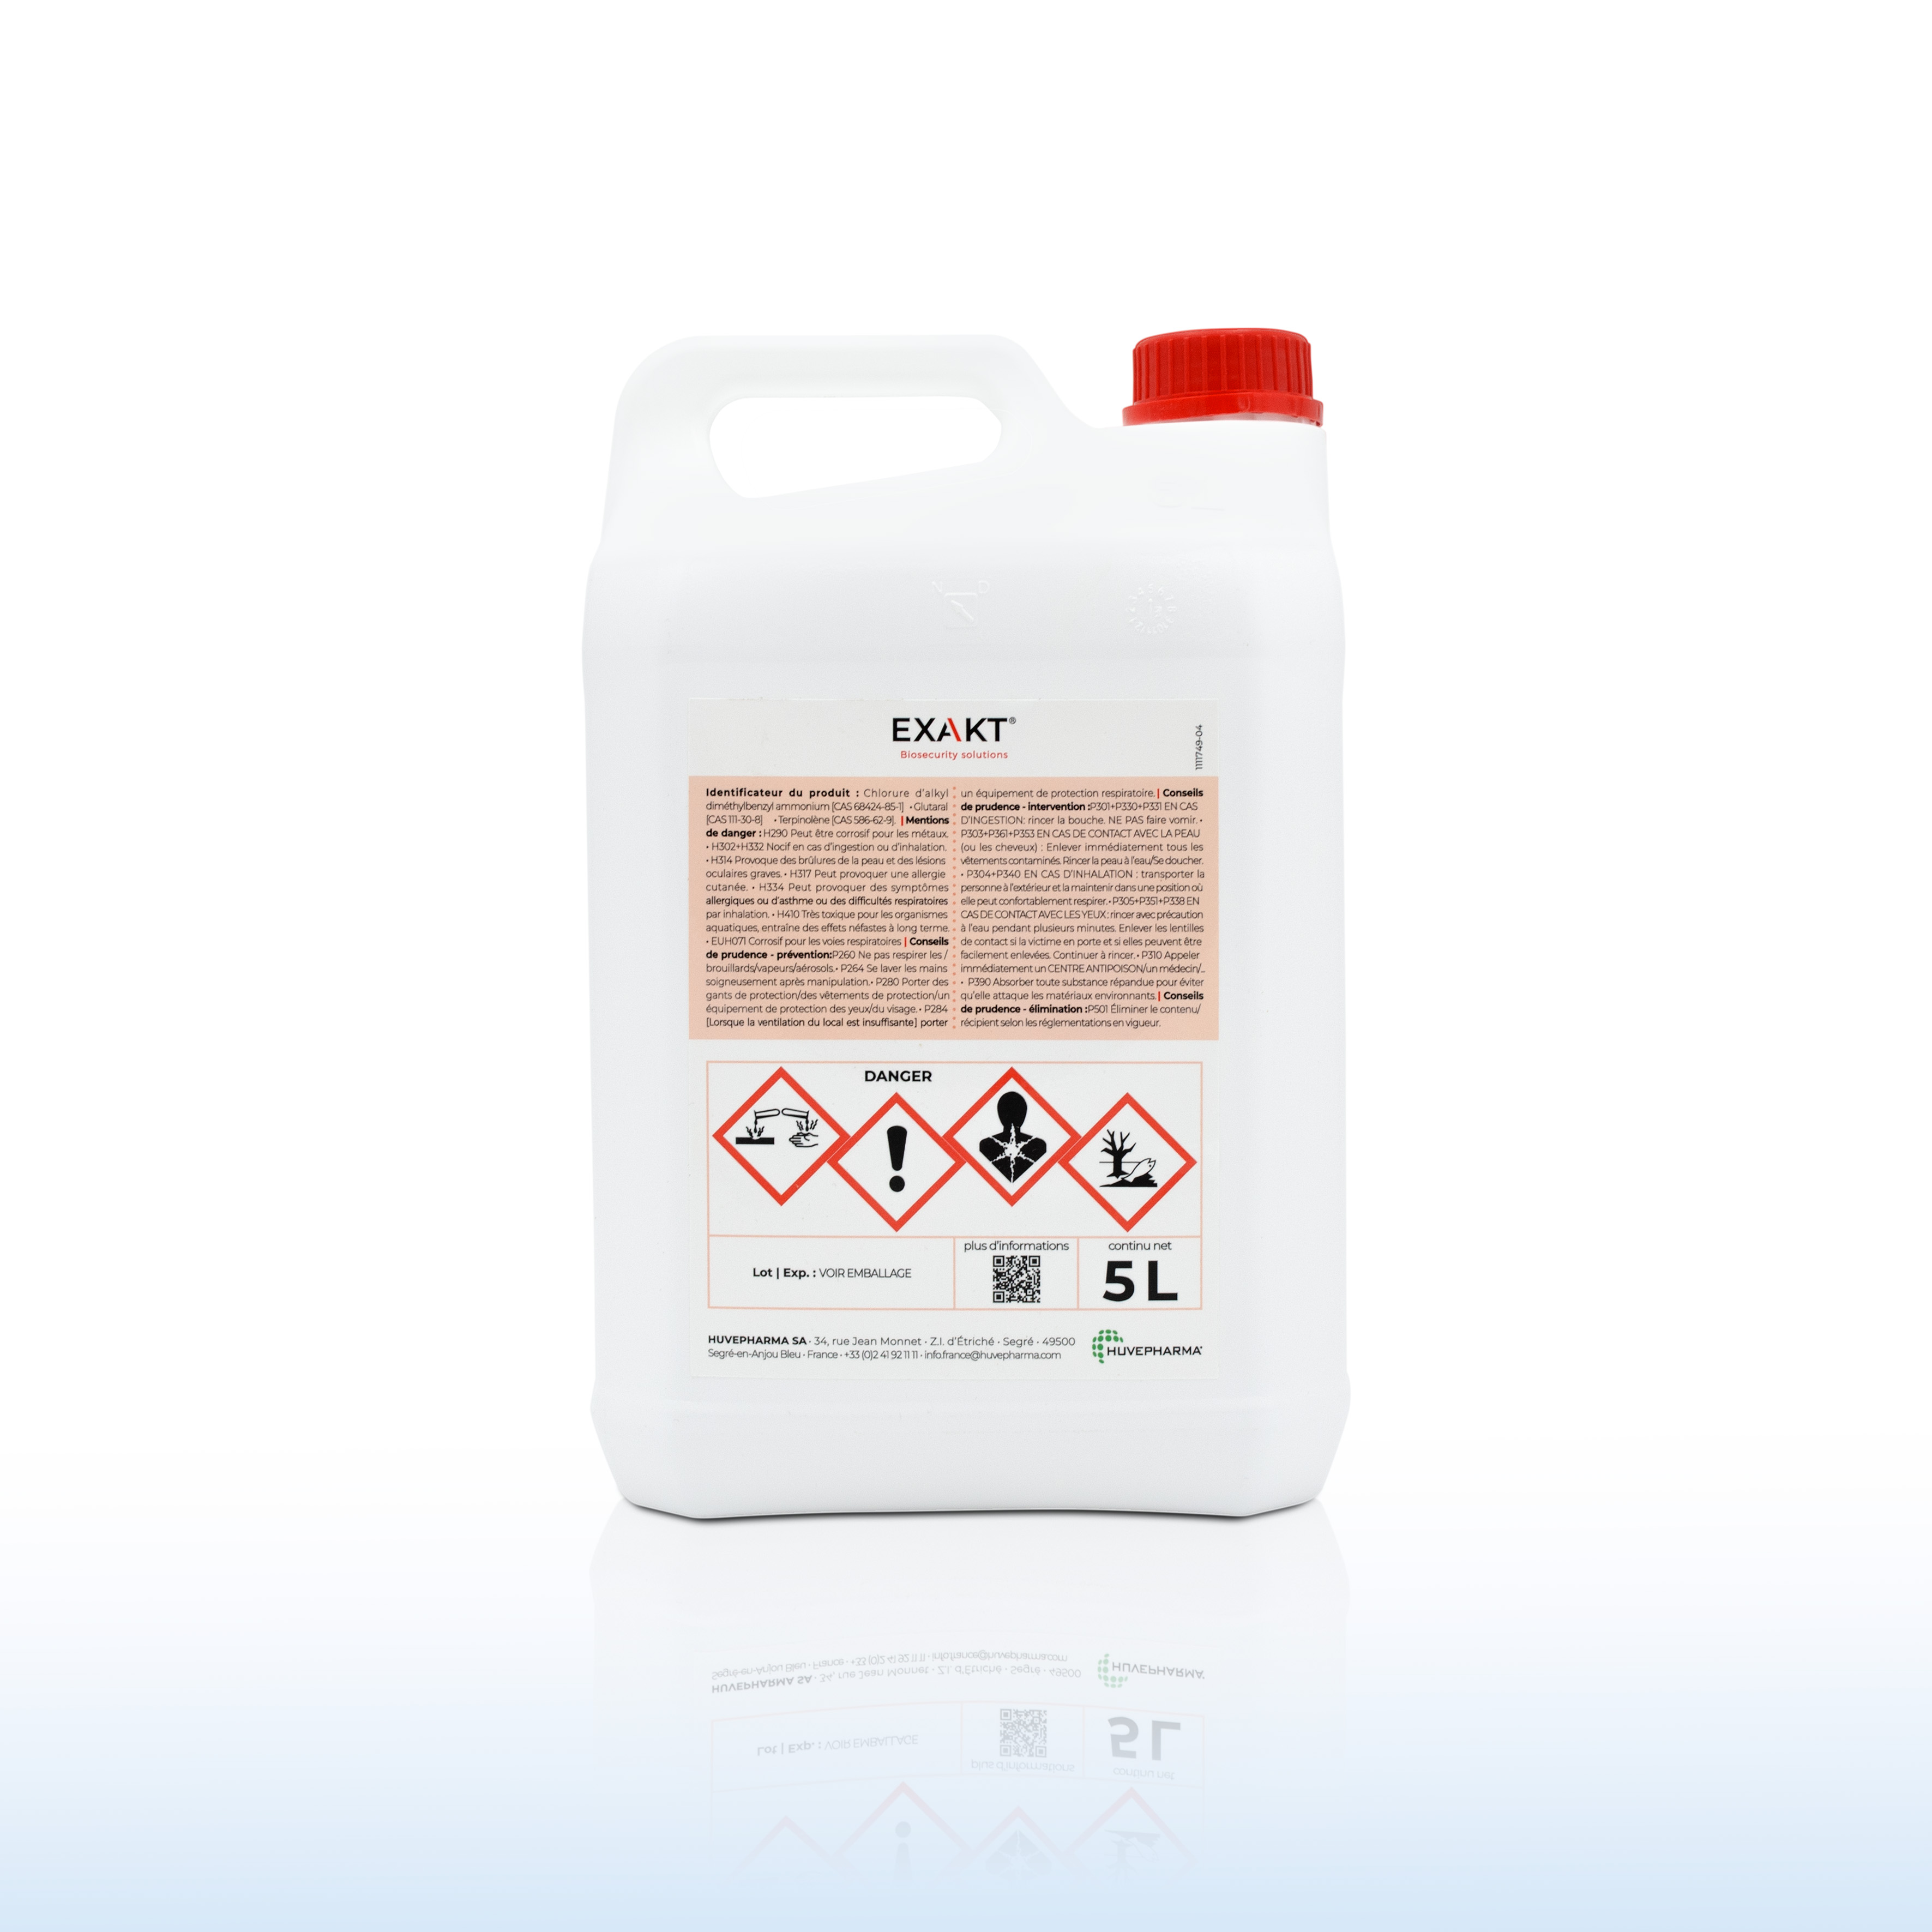 EXAKT®
Biosecurity solutions
1111749-04
Identificateur du produit : Chlorure d'alkyl
diméthylbenzyl ammonium [CAS 68424-85-1] • Glutaral
[CAS 111-30-8] • Terpinolène [CAS 586-62-9]. | Mentions
de danger : H290 Peut être corrosif pour les métaux.
• H302+H332 Nocif en cas d'ingestion ou d'inhalation.
• H314 Provoque des brûlures de la peau et des lésions
oculaires graves. • H317 Peut provoquer une allergie
cutanée. • H334 Peut provoquer des symptômes
allergiques ou d'asthme ou des difficultés respiratoires
par inhalation. • H410 Très toxique pour les organismes
aquatiques, entraîne des effets néfastes à long terme.
• EUH071 Corrosif pour les voies respiratoires | Conseils
de prudence - prévention:P260 Ne pas respirer les /
brouillards/vapeurs/aérosols.• P264 Se laver les mains
soigneusement après manipulation.• P280 Porter des
gants de protection/des vêtements de protection/un
équipement de protection des yeux/du visage. • P284
[Lorsque la ventilation du local est insuffisante] porter
un équipement de protection respiratoire. | Conseils
de prudence - intervention :P301+P330+P331 EN CAS
D'INGESTION: rincer la bouche. NE PAS faire vomir. •
P303+P361+P353 EN CAS DE CONTACT AVEC LA PEAU
(ou les cheveux) : Enlever immédiatement tous les
vêtements contaminés. Rincer la peau à l'eau/Se doucher.
• P304+P340 EN CAS D'INHALATION : transporter la
personne à l'extérieur et la maintenir dans une position où
elle peut confortablement respirer. • P305+P351+P338 EN
CAS DE CONTACT AVEC LES YEUX : rincer avec précaution
à l'eau pendant plusieurs minutes. Enlever les lentilles
de contact si la victime en porte et si elles peuvent être
facilement enlevées. Continuer à rincer. • P310 Appeler
immédiatement un CENTRE ANTIPOISON/un médecin/...
• P390 Absorber toute substance répandue pour éviter
qu'elle attaque les matériaux environnants. | Conseils
de prudence - élimination :P501 Éliminer le contenu/
récipient selon les réglementations en vigueur.
DANGER
Lot | Exp. : VOIR EMBALLAGE
plus d'informations
continu net
5 L
HUVEPHARMA SA • 34, rue Jean Monnet • Z.I. d'Étriché • Segré • 49500
Segré-en-Anjou Bleu • France • +33 (0)2 41 92 11 11 • info.france@huvepharma.com
HUVEPHARMA